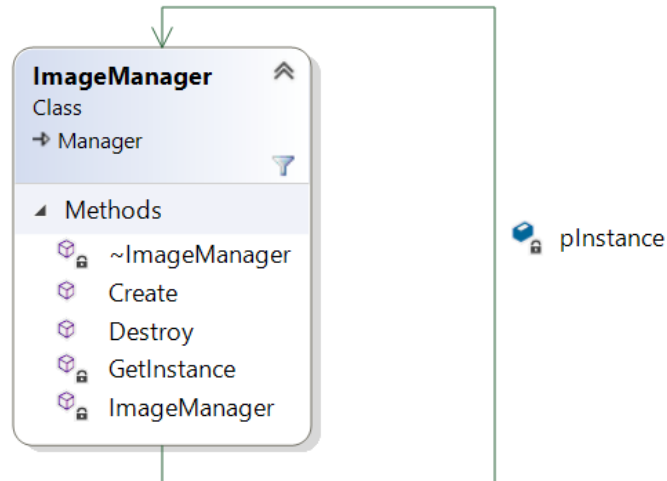 ImageManager
Class
Manager
Methods
~ImageManager
Create
Destroy
GetInstance
ImageManager
pInstance